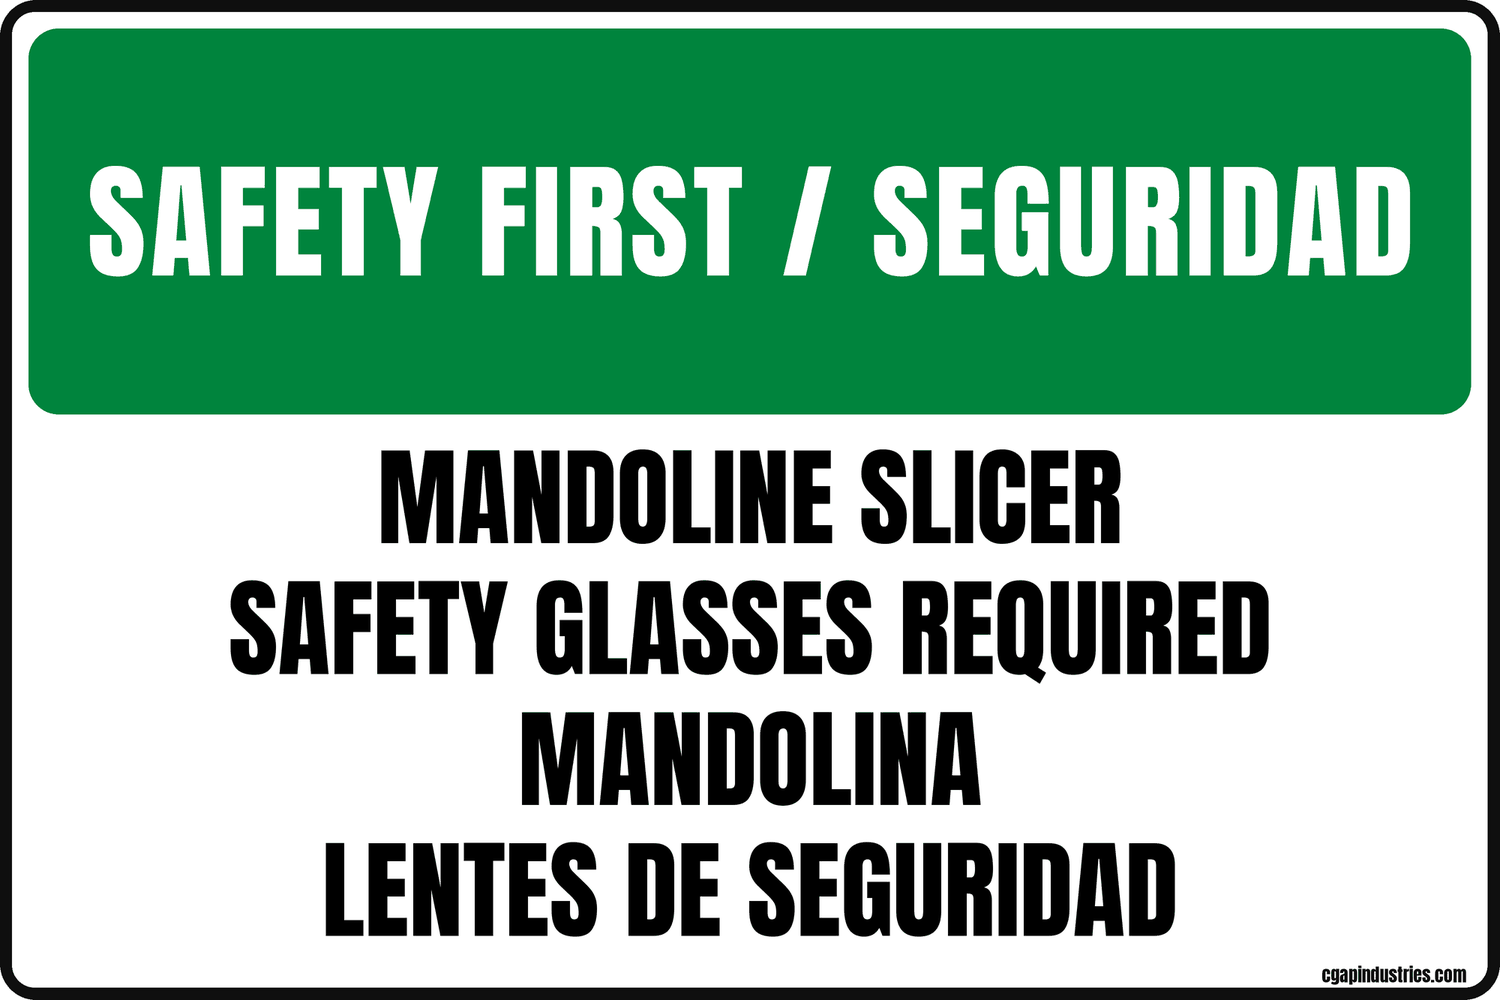 SAFETY FIRST / SEGURIDAD
MANDOLINE SLICER
SAFETY GLASSES REQUIRED
MANDOLINA
LENTES DE SEGURIDAD
cgapindustries.com